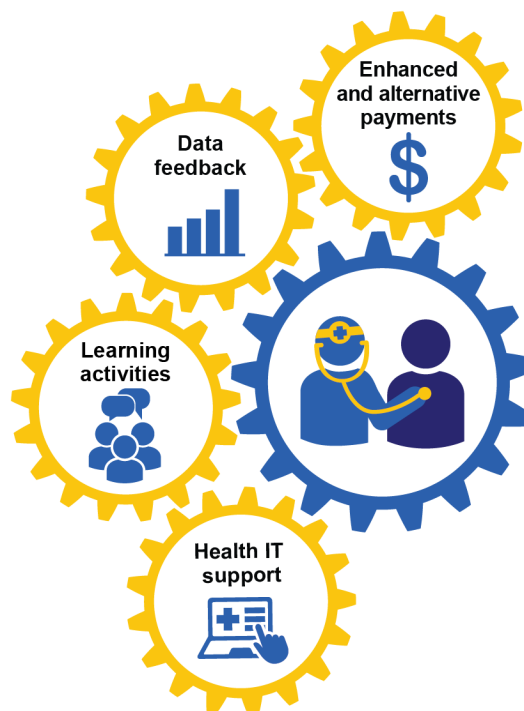 Enhanced
and alternative
payments
$
Data
feedback
Learning
activities
Health IT
support